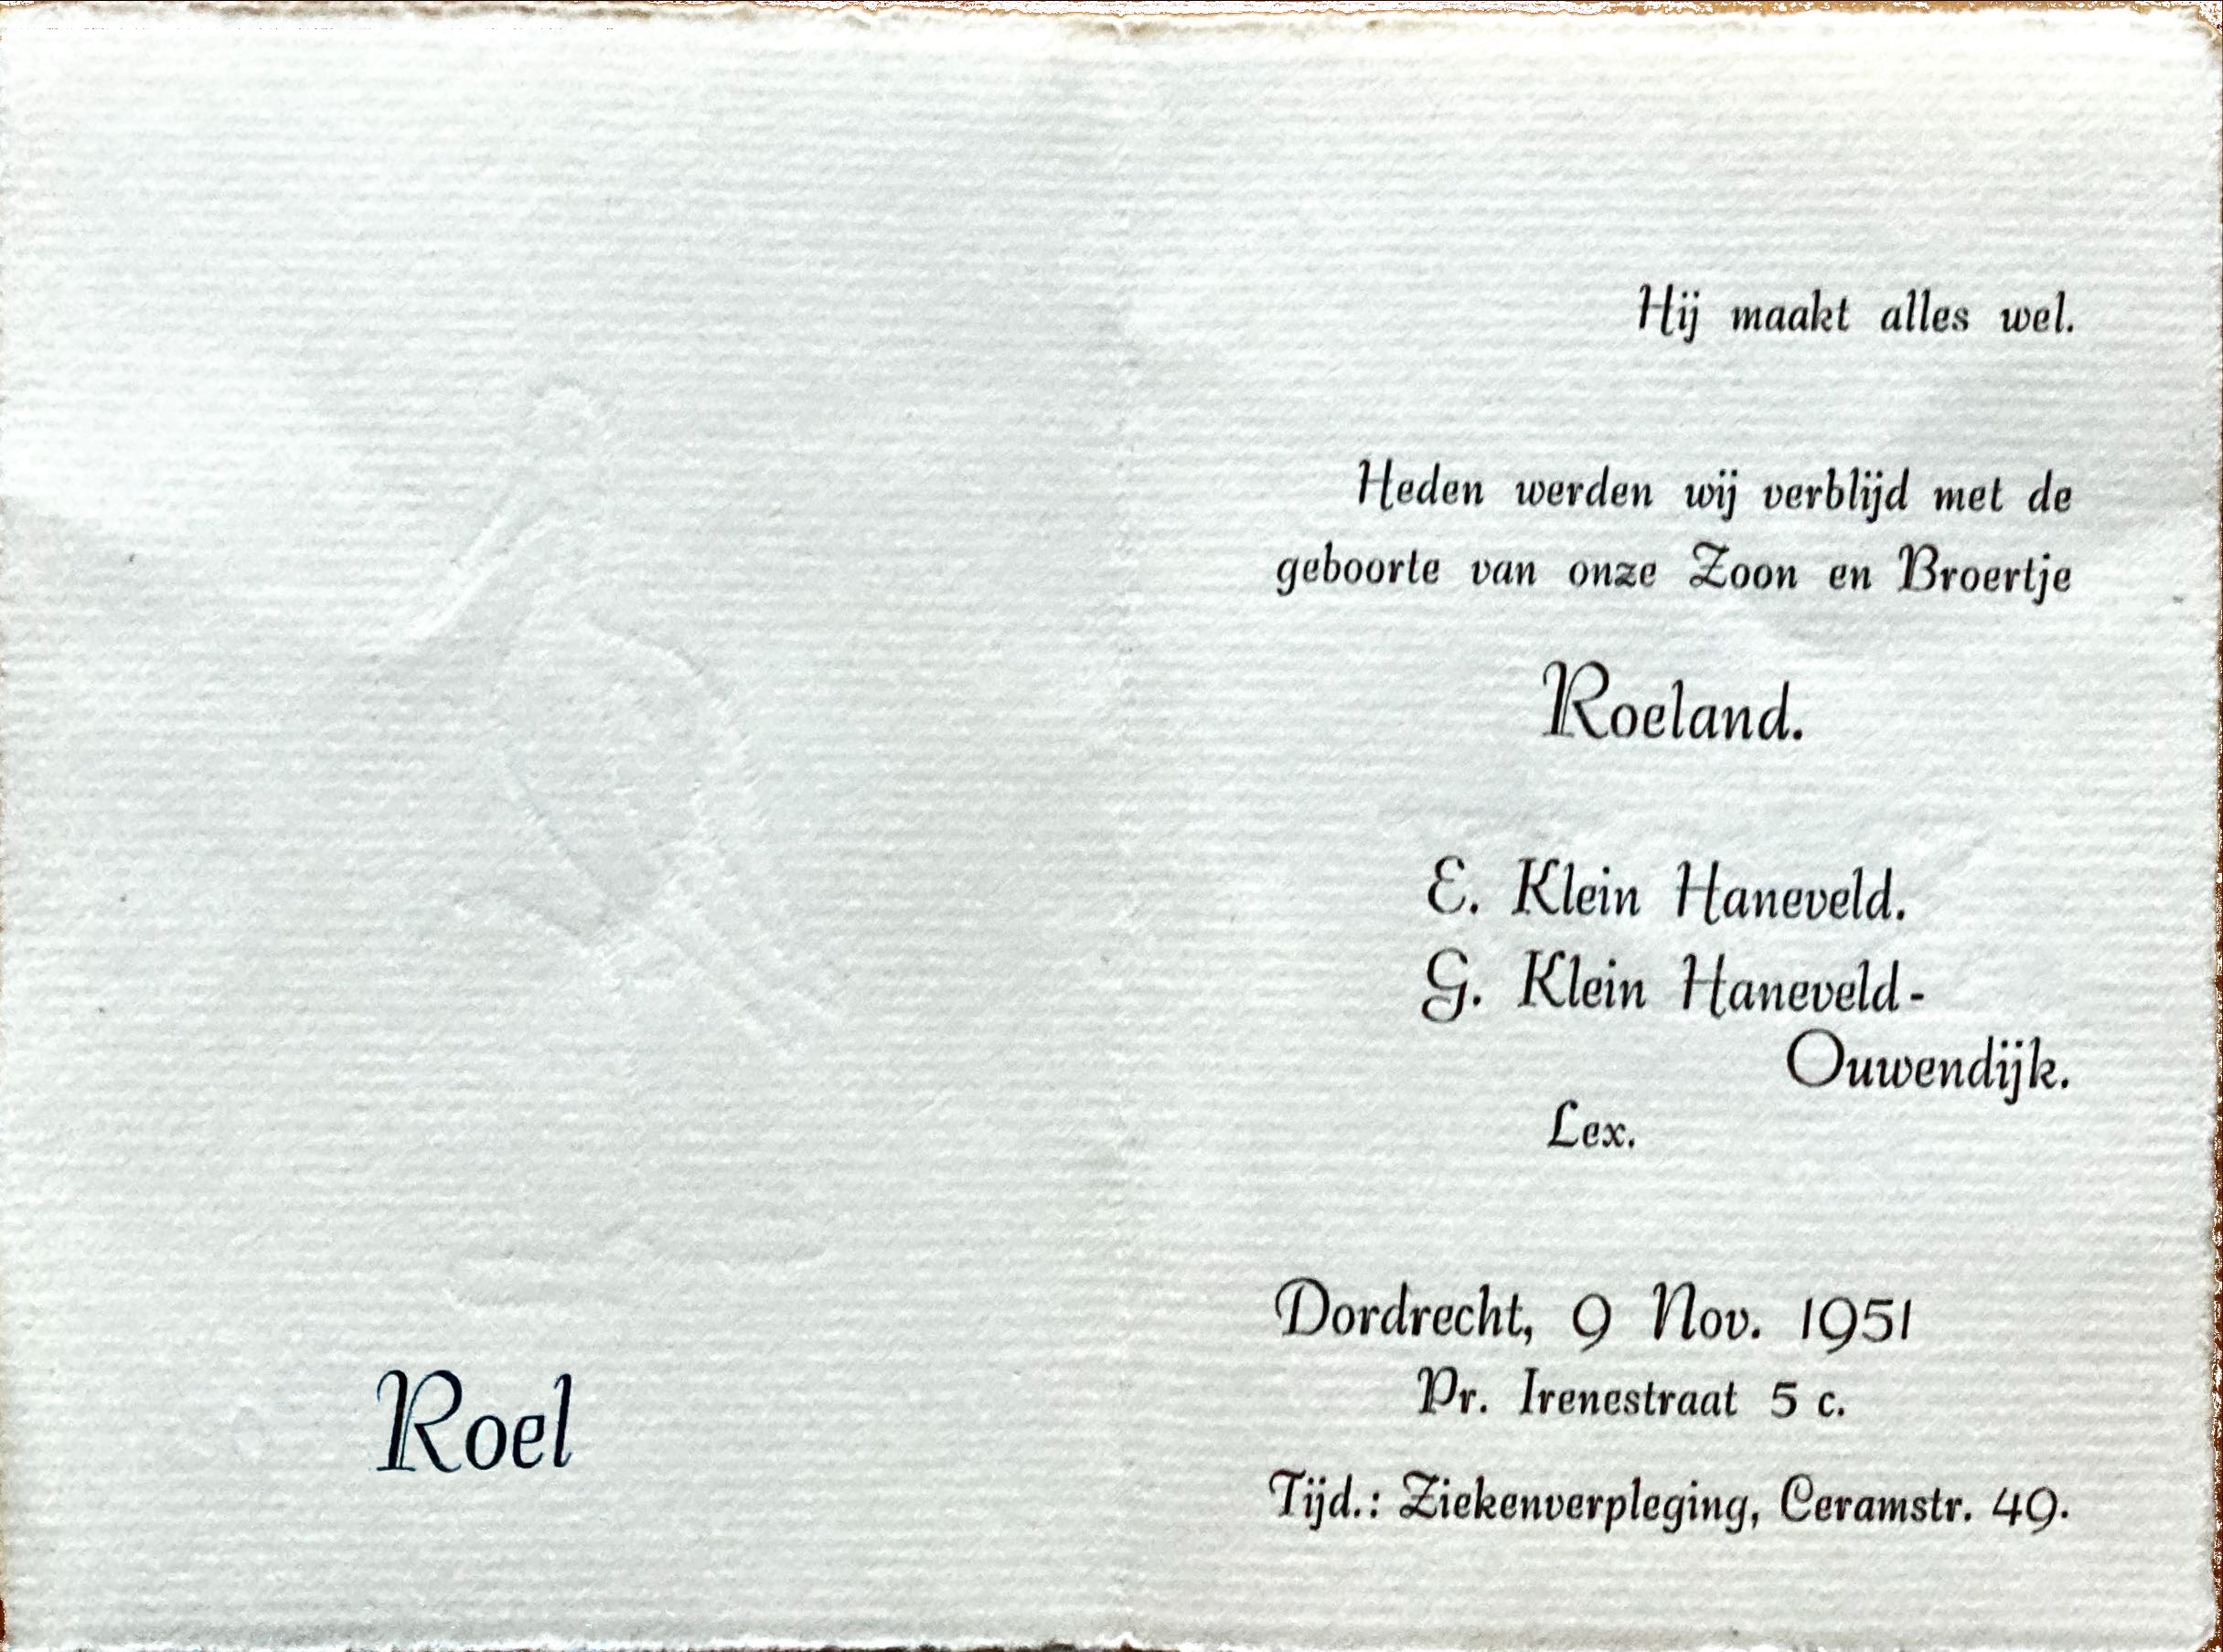 Hij maakt alles wel.
Heden werden wij verblijd met de
geboorte van onze Zoon en Broertje
Roeland.
E. Klein Haneveld.
G. Klein Haneveld-
Ouwendijk.
Lex.
Dordrecht, 9 Nov. 1951
Pr. Irenestraat 5 c.
Tijd.: Ziekenverpleging, Ceramstr. 49.
Roel